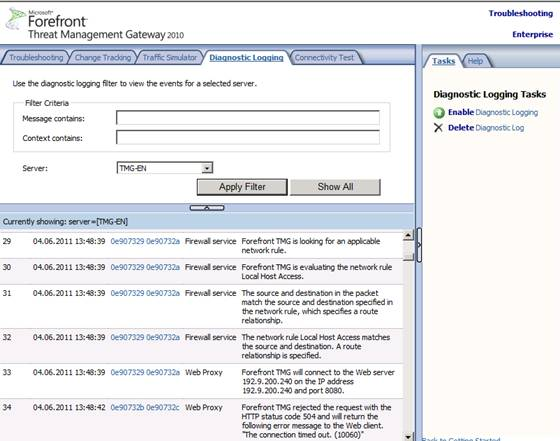 Microsoft®
Forefront
Threat Management Gateway 2010
Troubleshooting
Enterprise
Troubleshooting
Change Tracking
Traffic Simulator
Diagnostic Logging
Connectivity Test
Tasks
Help
Use the diagnostic logging filter to view the events for a selected server.
Filter Criteria
Message contains:
Context contains:
Server:
TMG-EN
Apply Filter
Show All
Diagnostic Logging Tasks
Enable Diagnostic Logging
Delete Diagnostic Log
Currently showing: server=[TMG-EN]
29 04.06.2011 13:48:39 0e907329 0e90732a Firewall service Forefront TMG is looking for an applicable
network rule.
30 04.06.2011 13:48:39 0e907329 0e90732a Firewall service Forefront TMG is evaluating the network rule
Local Host Access.
31 04.06.2011 13:48:39 0e907329 0e90732a Firewall service The source and destination in the packet
match the source and destination specified in
the network rule, which specifies a route
relationship.
32 04.06.2011 13:48:39 0e907329 0e90732a Firewall service The network rule Local Host Access matches
the source and destination. A route
relationship is specified.
33 04.06.2011 13:48:39 0e907329 0e90732a Web Proxy Forefront TMG will connect to the Web server
192.9.200.240 on the IP address
192.9.200.240 and port 8080.
34 04.06.2011 13:48:42 0e90732b 0e90732c Web Proxy Forefront TMG rejected the request with the
HTTP status code 504 and will return the
following error message to the Web client.
"The connection timed out. (10060)"
Back to Getting Started